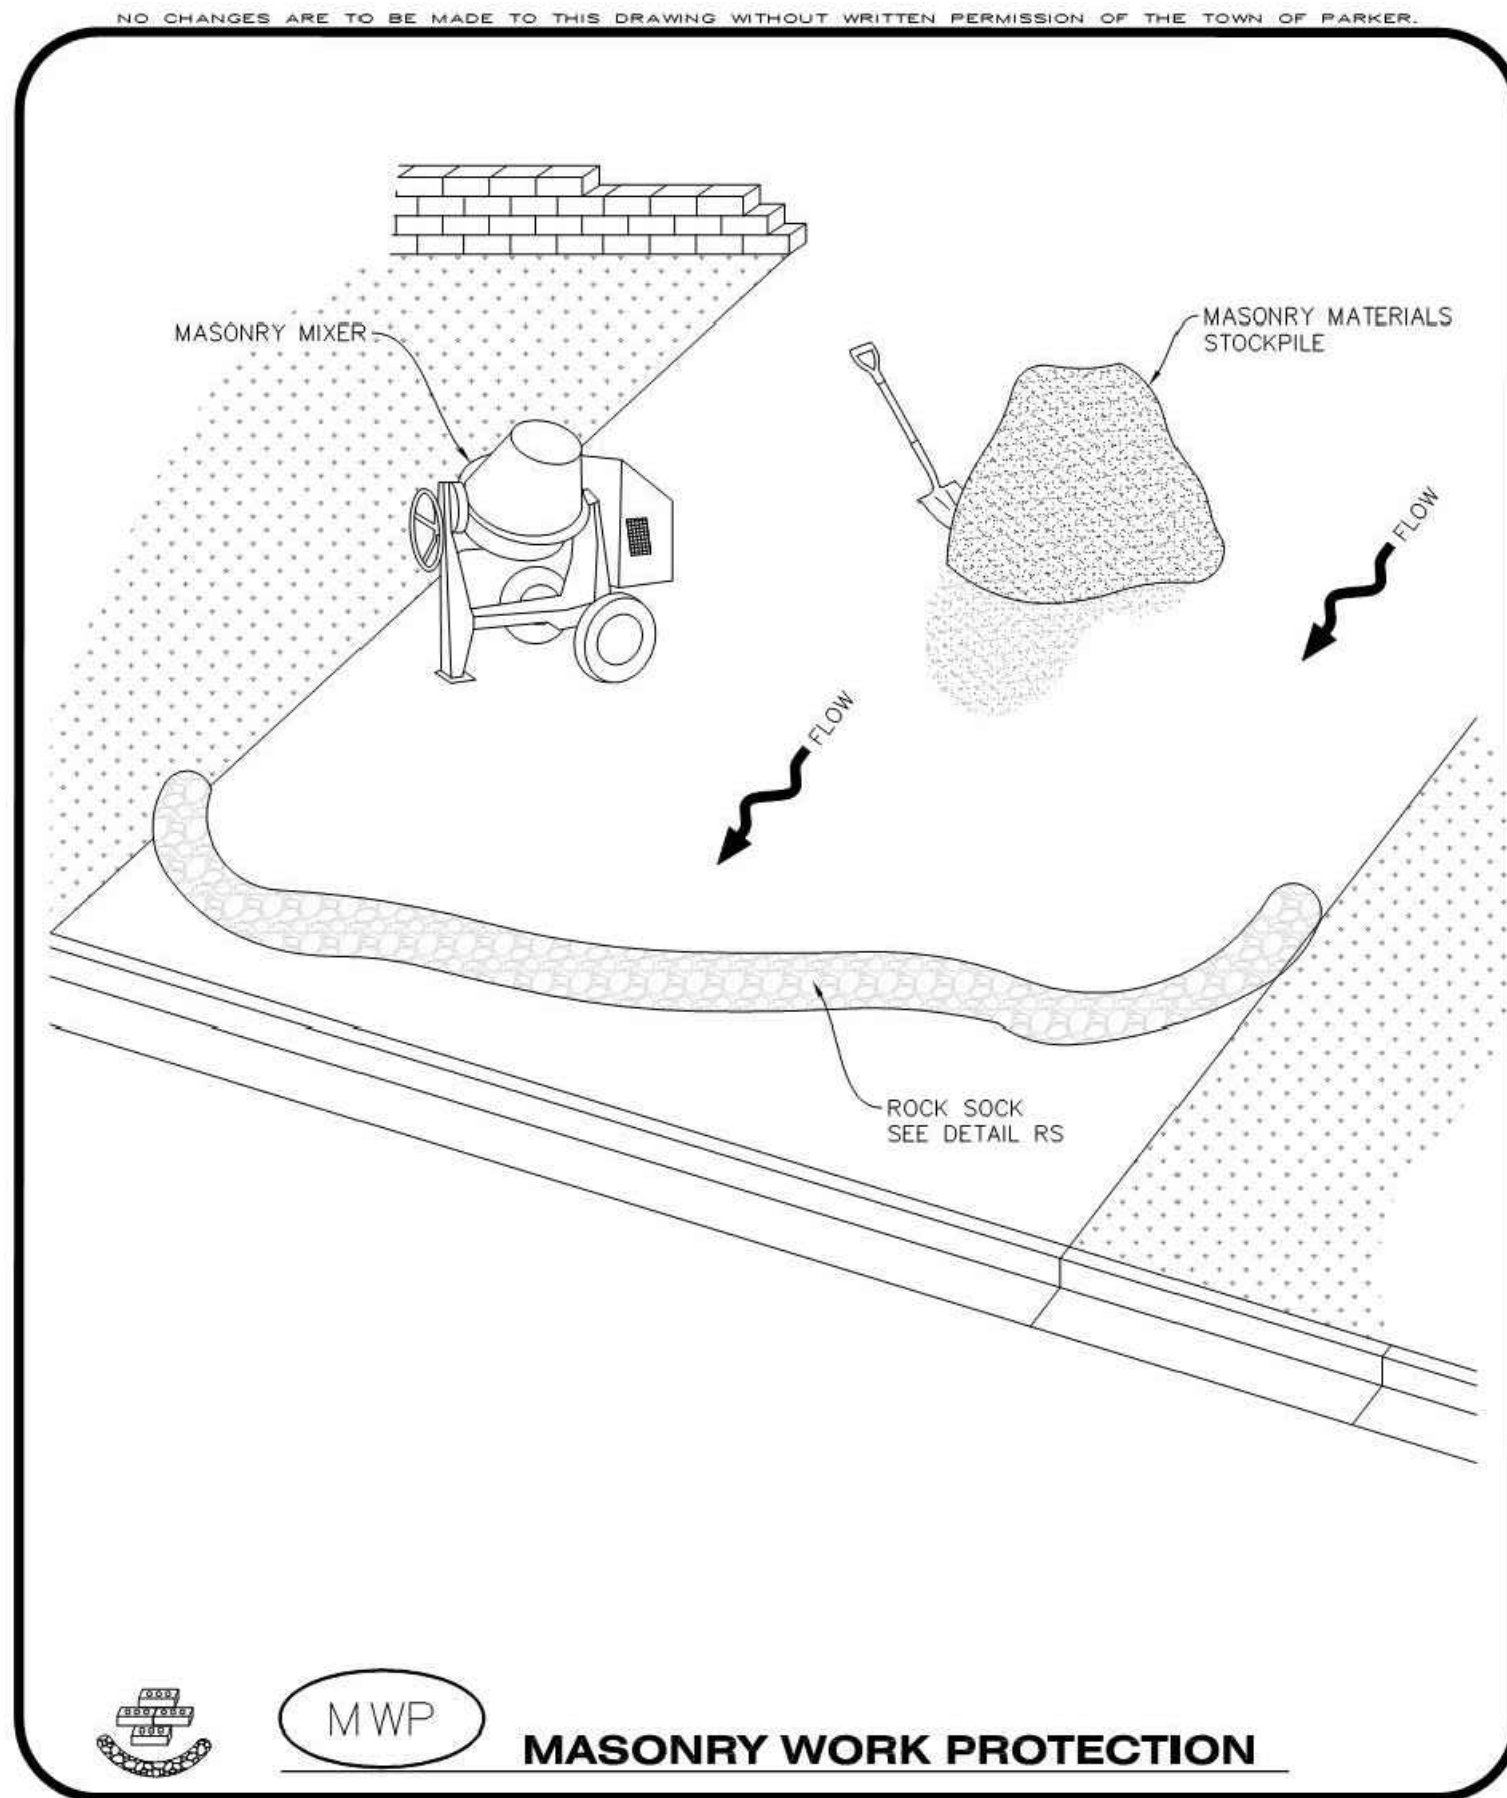 NO CHANGES ARE TO BE MADE TO THIS DRAWING WITHOUT WRITTEN PERMISSION OF THE TOWN OF PARKER.
MASONRY MIXER
MASONRY MATERIALS
STOCKPILE
FLOW
FLOW
ROCK SOCK
SEE DETAIL RS
MWP
MASONRY WORK PROTECTION